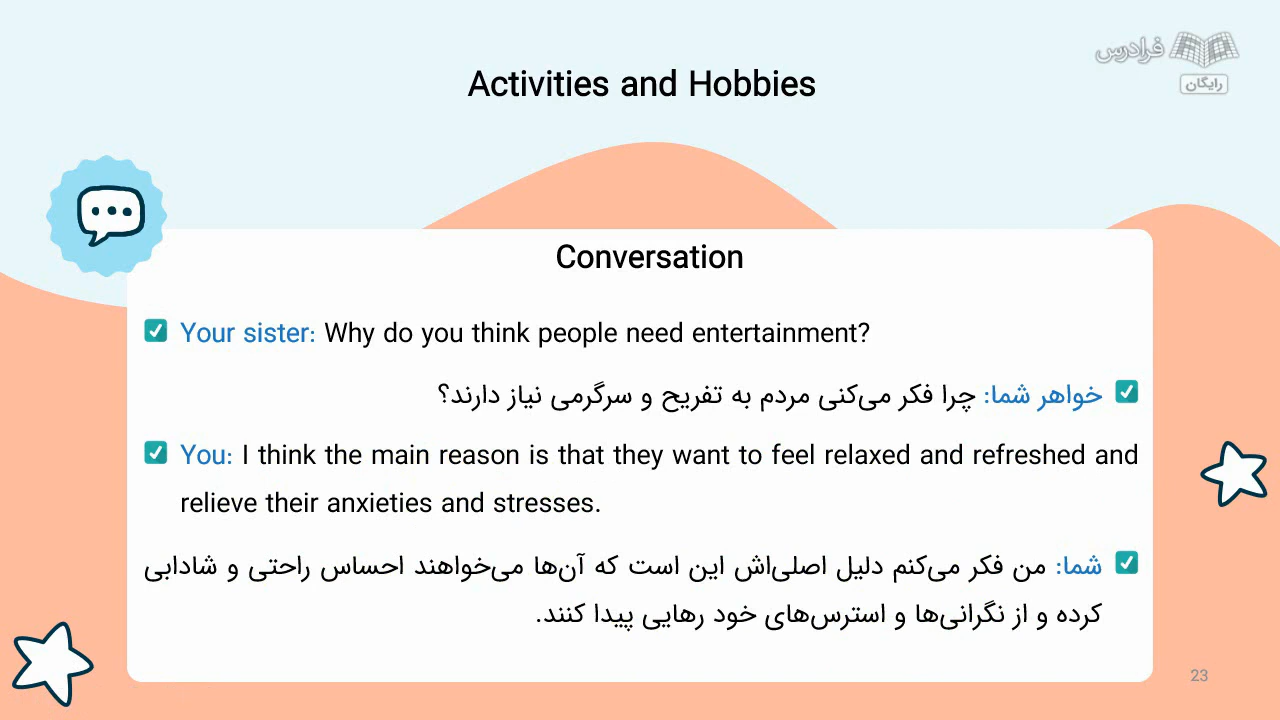 فرادرس
رایگان
Activities and Hobbies
Conversation
Your sister: Why do you think people need entertainment?
خواهر شما: چرا فکر می‌کنی مردم به تفریح و سرگرمی نیاز دارند؟
You: I think the main reason is that they want to feel relaxed and refreshed and
relieve their anxieties and stresses.
شما: من فکر می‌کنم دلیل اصلی‌اش این است که آن‌ها می‌خواهند احساس راحتی و شادابی
کرده و از نگرانی‌ها و استرس‌های خود رهایی پیدا کنند.
23